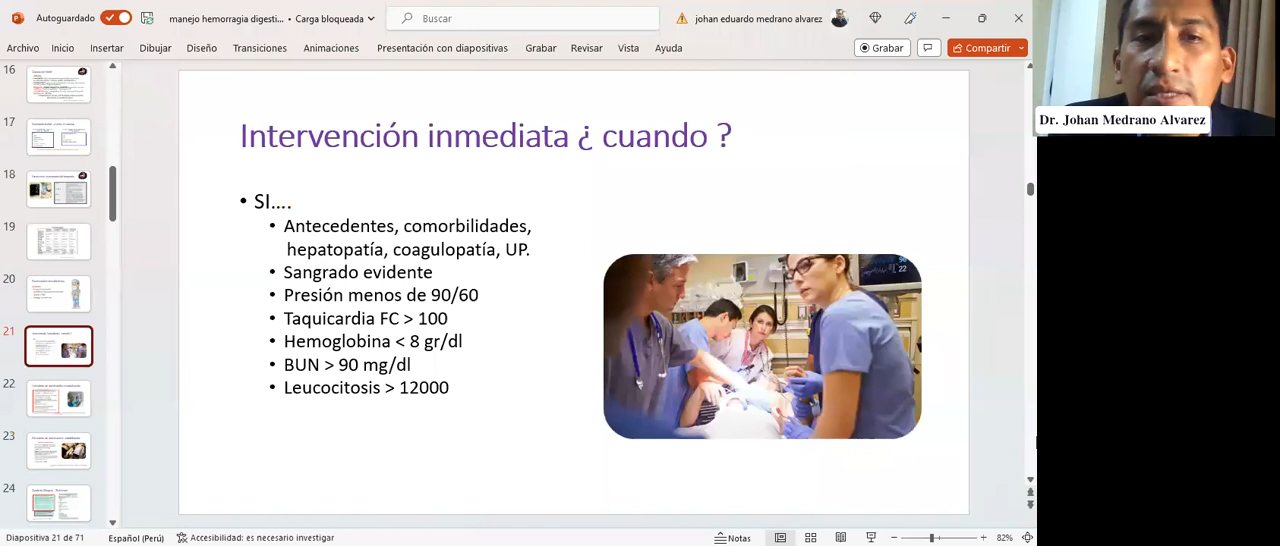 Autoguardado
manejo hemorragia digesti... • Carga bloqueada
Buscar
johan eduardo medrano alvarez
Archivo Inicio Insertar Dibujar Diseño Transiciones Animaciones Presentación con diapositivas Grabar Revisar Vista Ayuda
Grabar
Compartir
Dr. Johan Medrano Alvarez
16
17
18
19
20
21
22
23
24
Intervención inmediata ¿ cuando ?
• SI....
• Antecedentes, comorbilidades,
hepatopatía, coagulopatía, UP.
• Sangrado evidente
• Presión menos de 90/60
• Taquicardia FC > 100
• Hemoglobina < 8 gr/dl
• BUN > 90 mg/dl
• Leucocitosis > 12000
22
Diapositiva 21 de 71
Español (Perú)
Accesibilidad: es necesario investigar
Notas
82%